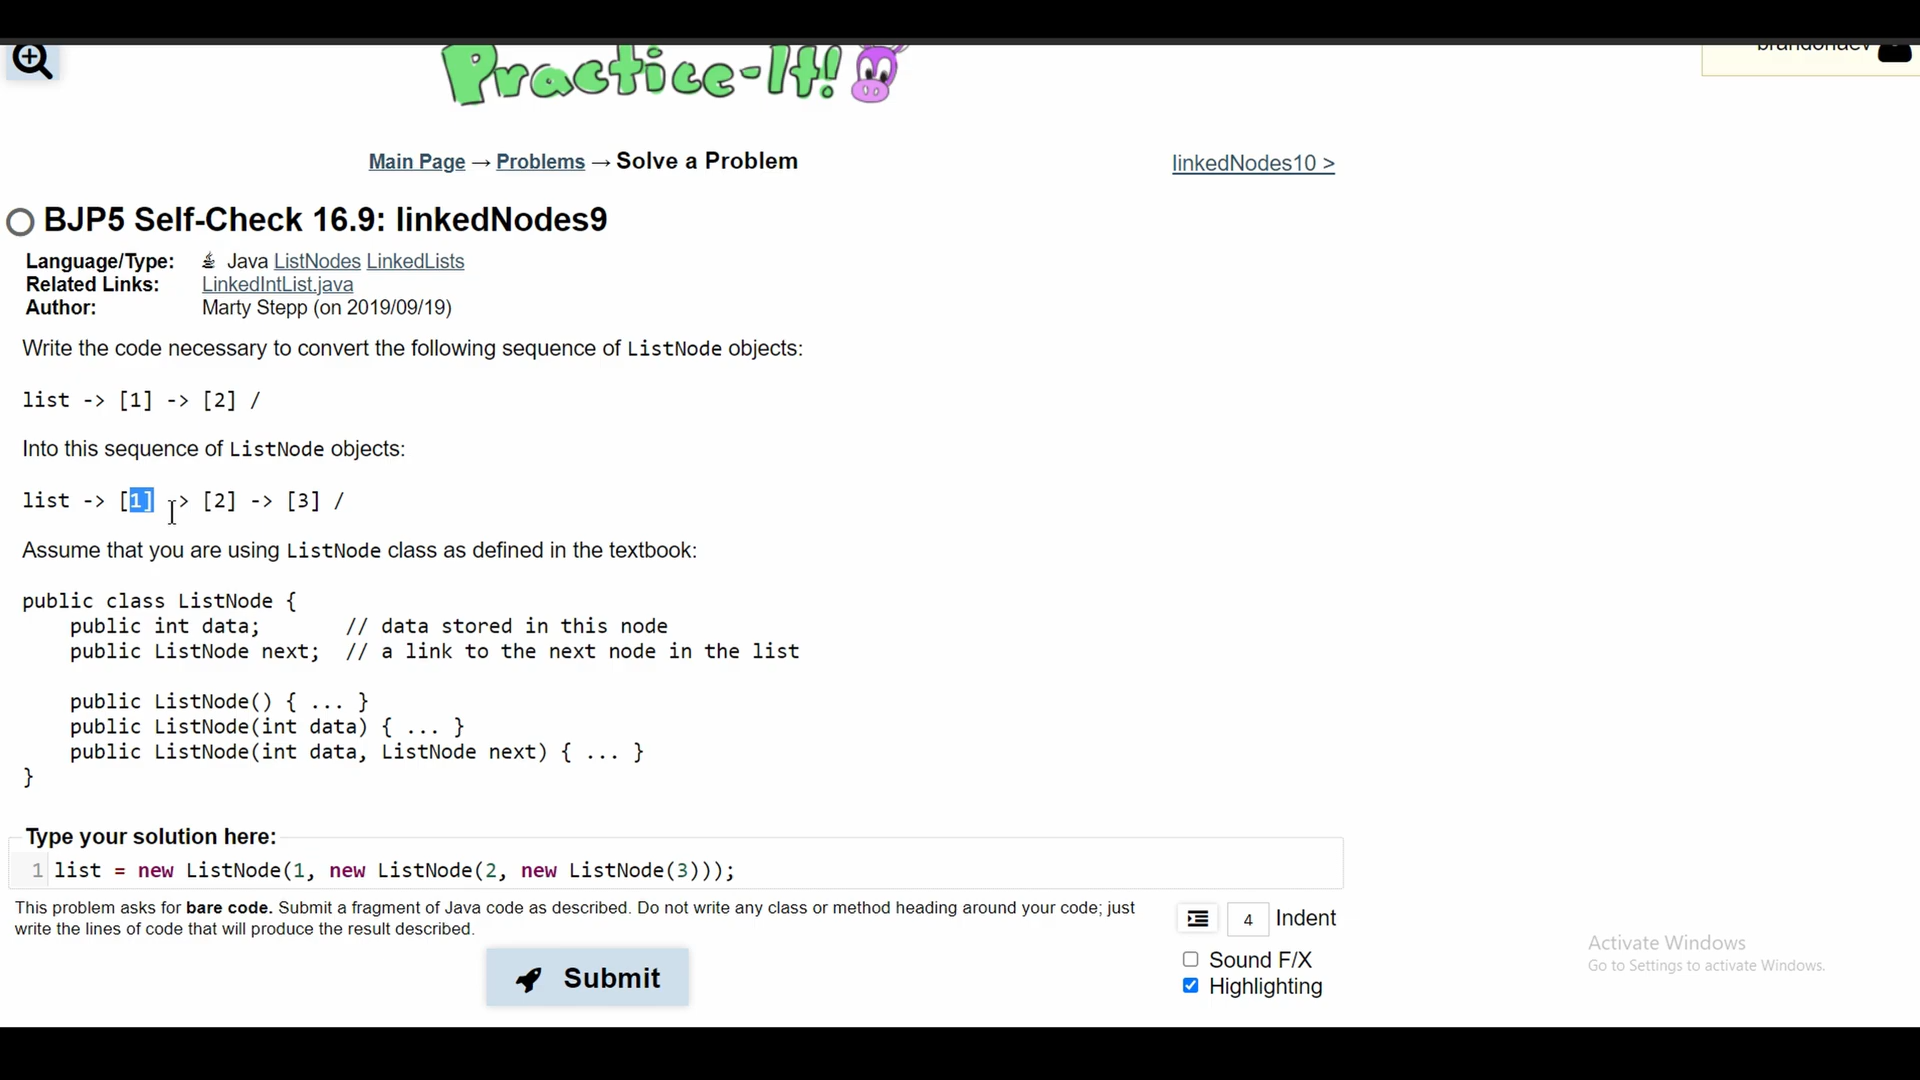 Practice-It!
brandonaev
Main Page → Problems → Solve a Problem
linkedNodes10 >
BJP5 Self-Check 16.9: linkedNodes9
Language/Type: Java ListNodes LinkedLists
Related Links: LinkedIntList.java
Author: Marty Stepp (on 2019/09/19)
Write the code necessary to convert the following sequence of ListNode objects:
list -> [1] -> [2] /
Into this sequence of ListNode objects:
list -> [1] -> [2] -> [3] /
Assume that you are using ListNode class as defined in the textbook:
public class ListNode {
    public int data;       // data stored in this node
    public ListNode next;  // a link to the next node in the list
    public ListNode() { ... }
    public ListNode(int data) { ... }
    public ListNode(int data, ListNode next) { ... }
}
Type your solution here:
1 list = new ListNode(1, new ListNode(2, new ListNode(3)));
This problem asks for bare code. Submit a fragment of Java code as described. Do not write any class or method heading around your code; just
write the lines of code that will produce the result described.
4 Indent
Sound F/X
Highlighting
Submit
Activate Windows
Go to Settings to activate Windows.